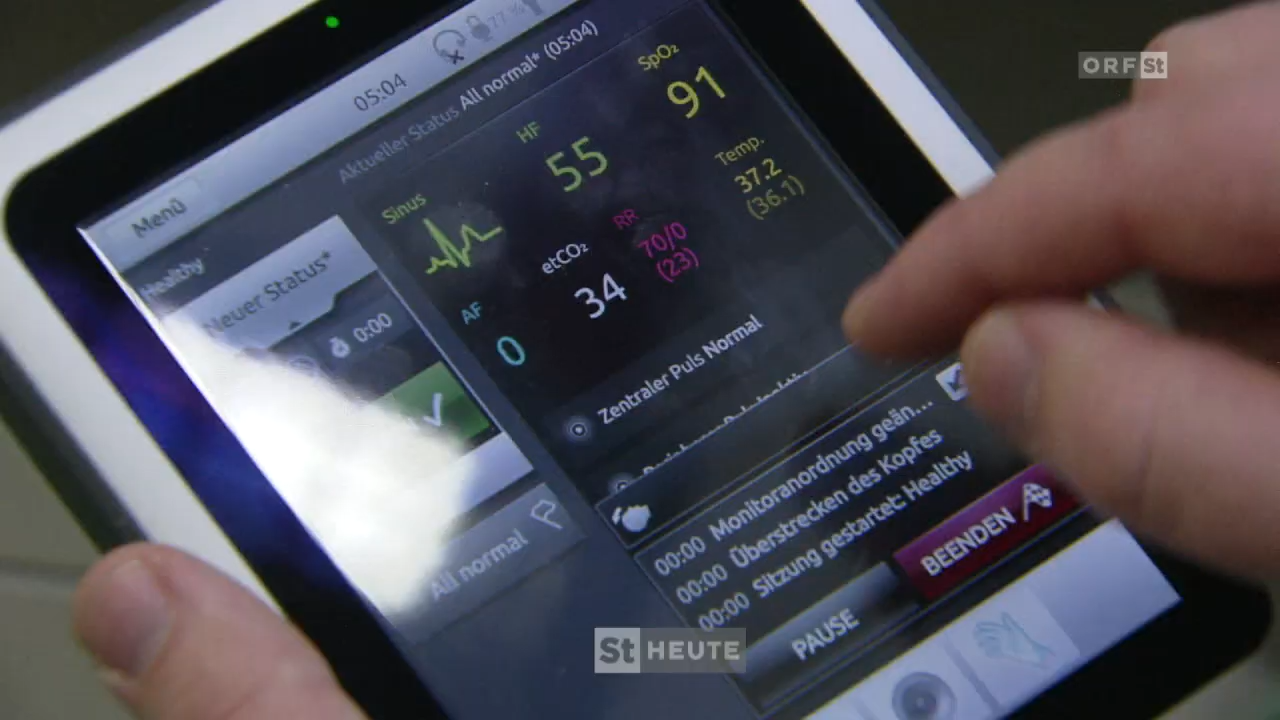 ORF St
05:04
77 %
Menü
Aktueller Status All normal* (05:04)
Healthy
Neuer Status*
0:00
Sinus
HF
55
SpO₂
91
AF
0
etCO₂
34
RR
70/0
(23)
Temp.
37.2
(36.1)
Zentraler Puls Normal
All normal
00:00 Monitoranordnung geän...
00:00 Überstrecken des Kopfes
00:00 Sitzung gestartet: Healthy
PAUSE
BEENDEN
St HEUTE